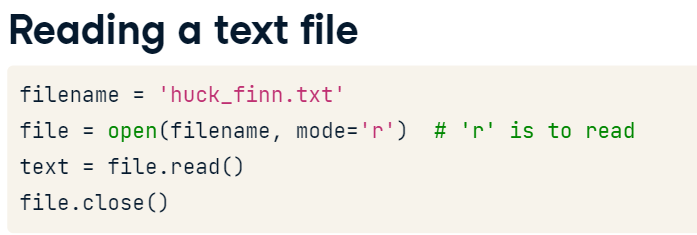 Reading a text file
filename = 'huck_finn.txt'
file = open(filename, mode='r')  # 'r' is to read
text = file.read()
file.close()